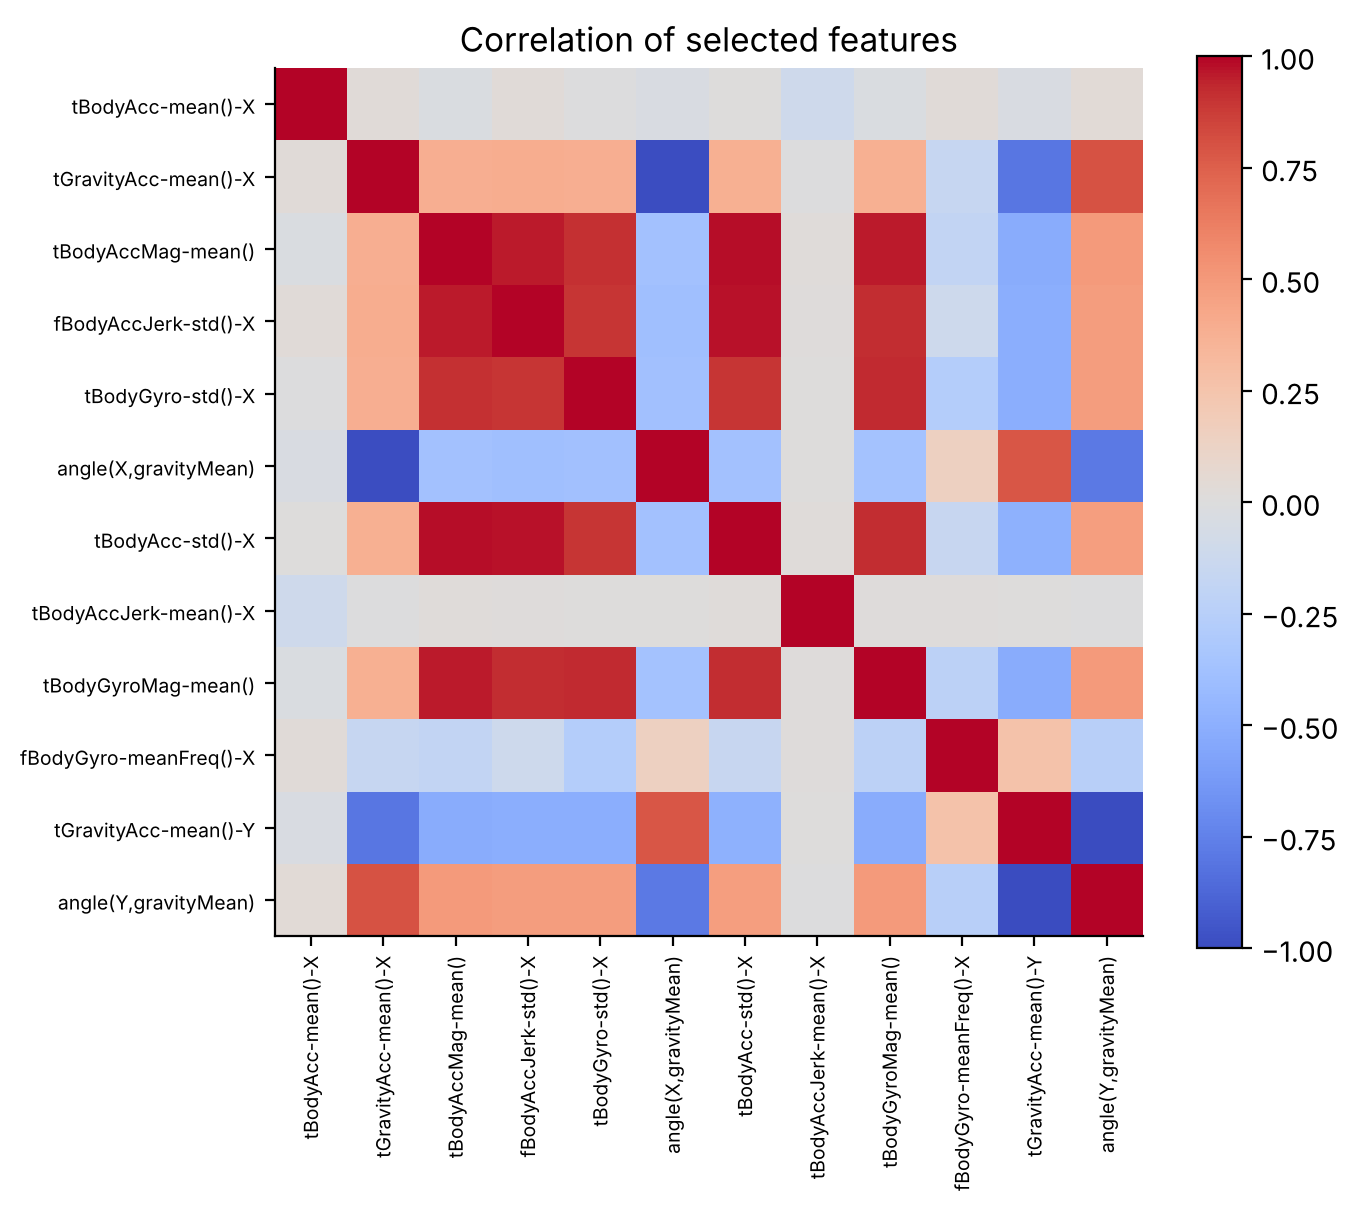 Correlation of selected features
tBodyAcc-mean()-X
tGravityAcc-mean()-X
tBodyAccMag-mean()
fBodyAccJerk-std()-X
tBodyGyro-std()-X
angle(X,gravityMean)
tBodyAcc-std()-X
tBodyAccJerk-mean()-X
tBodyGyroMag-mean()
fBodyGyro-meanFreq()-X
tGravityAcc-mean()-Y
angle(Y,gravityMean)
tBodyAcc-mean()-X
tGravityAcc-mean()-X
tBodyAccMag-mean()
fBodyAccJerk-std()-X
tBodyGyro-std()-X
angle(X,gravityMean)
tBodyAcc-std()-X
tBodyAccJerk-mean()-X
tBodyGyroMag-mean()
fBodyGyro-meanFreq()-X
tGravityAcc-mean()-Y
angle(Y,gravityMean)
1.00
0.75
0.50
0.25
0.00
−0.25
−0.50
−0.75
−1.00